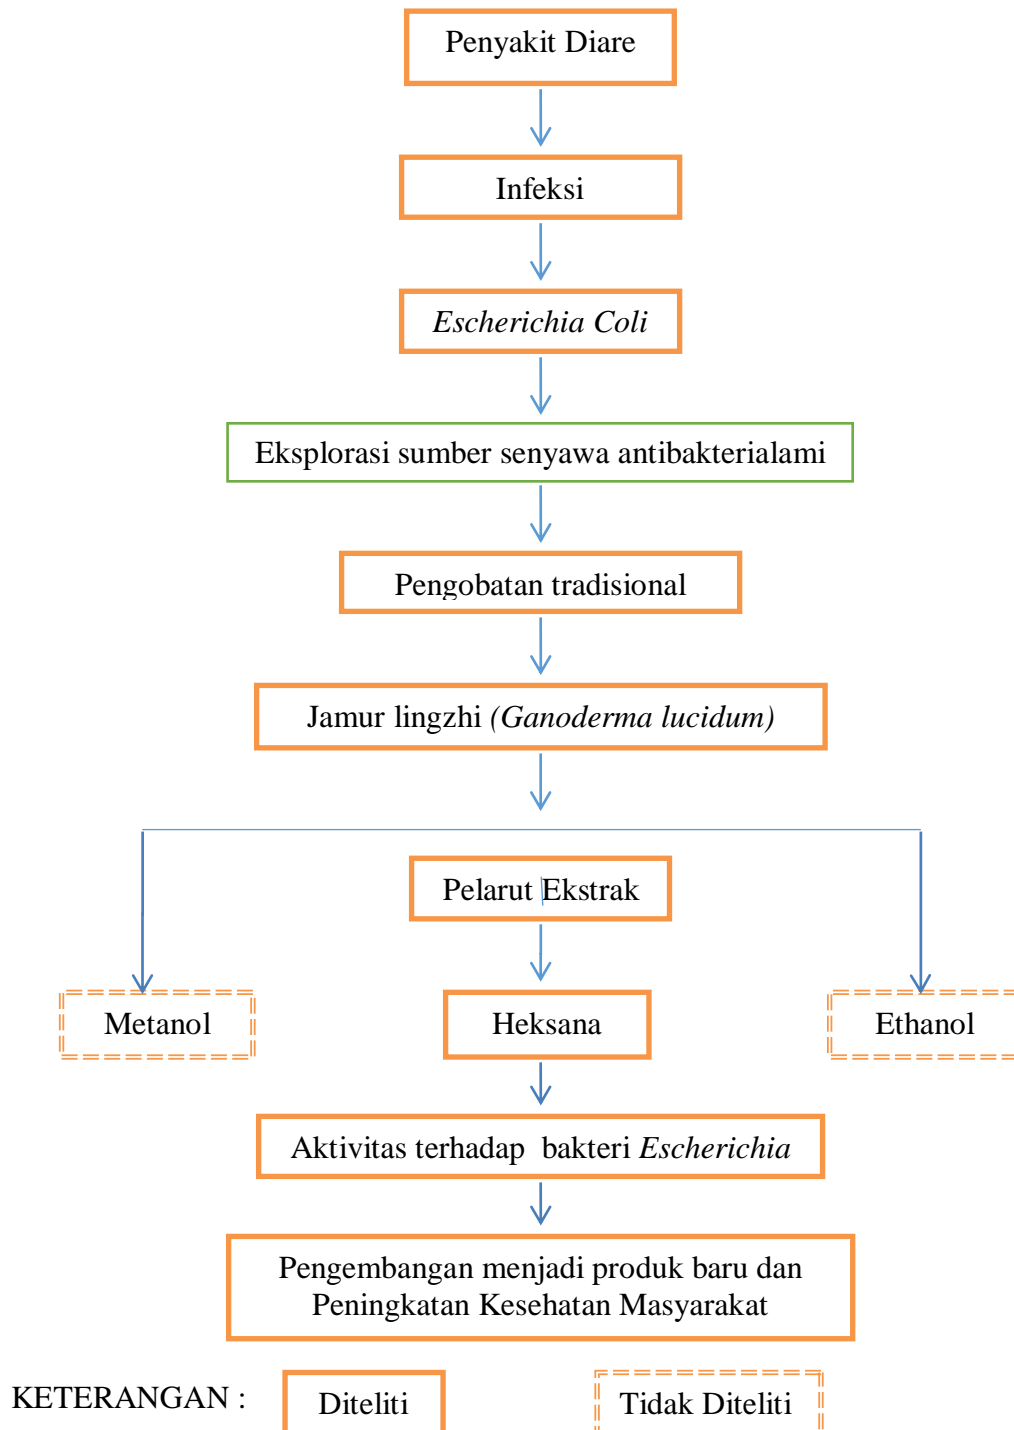 Penyakit Diare
Infeksi
Escherichia Coli
Eksplorasi sumber senyawa antibakterialami
Pengobatan tradisional
Jamur lingzhi (Ganoderma lucidum)
Pelarut Ekstrak
Metanol
Heksana
Ethanol
Aktivitas terhadap bakteri Escherichia
Pengembangan menjadi produk baru dan
Peningkatan Kesehatan Masyarakat
KETERANGAN :
Diteliti
Tidak Diteliti